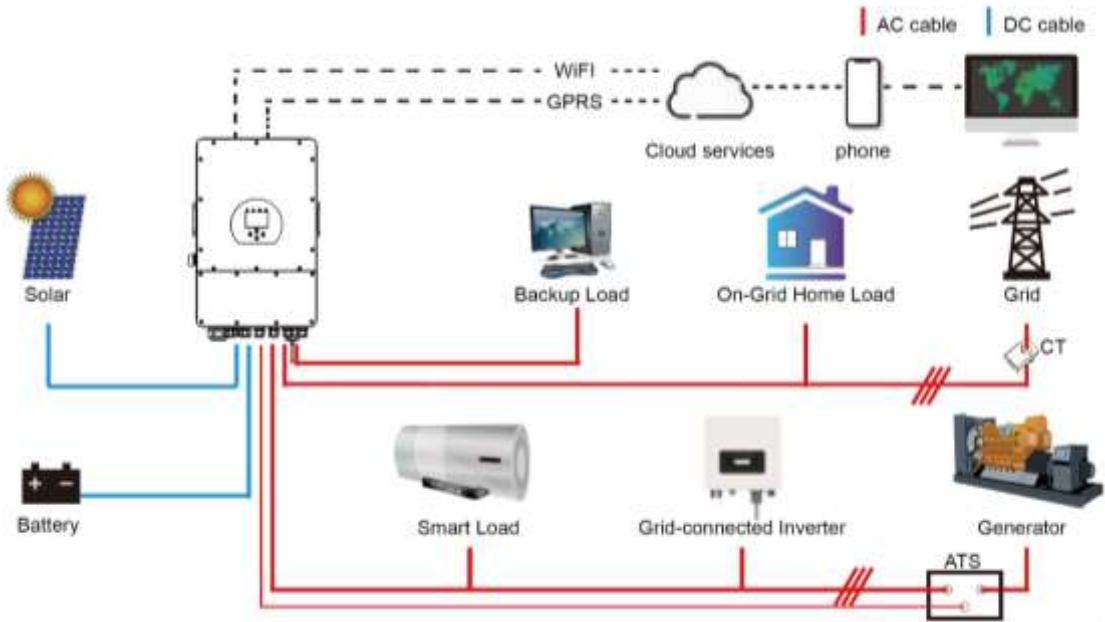 AC cable
DC cable
WiFI
GPRS
Cloud services
phone
Solar
Backup Load
On-Grid Home Load
Grid
CT
Battery
Smart Load
Grid-connected Inverter
Generator
ATS